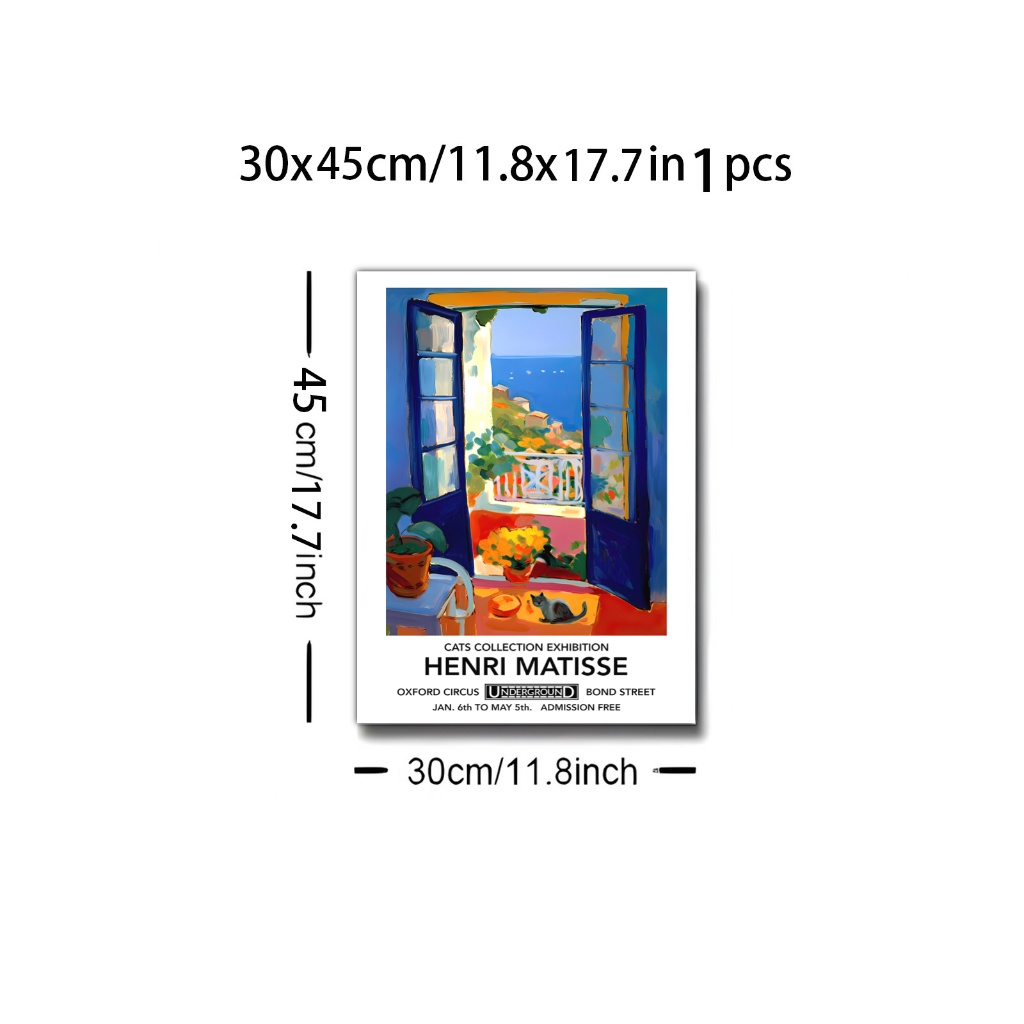 30x45cm/11.8x17.7in 1 pcs
45 cm/17.7inch
CATS COLLECTION EXHIBITION
HENRI MATISSE
OXFORD CIRCUS UNDERGROUND BOND STREET
JAN. 6th TO MAY 5th. ADMISSION FREE
30cm/11.8inch